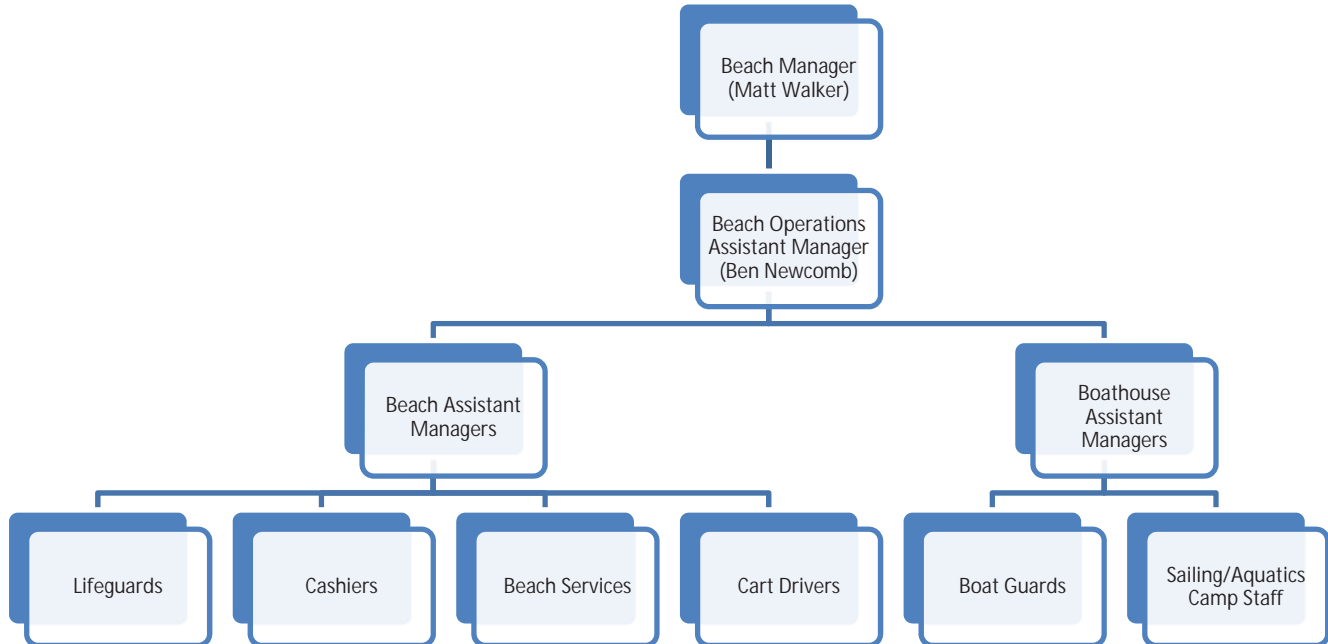 Beach Manager
(Matt Walker)
Beach Operations
Assistant Manager
(Ben Newcomb)
Beach Assistant
Managers
Boathouse
Assistant
Managers
Lifeguards
Cashiers
Beach Services
Cart Drivers
Boat Guards
Sailing/Aquatics
Camp Staff